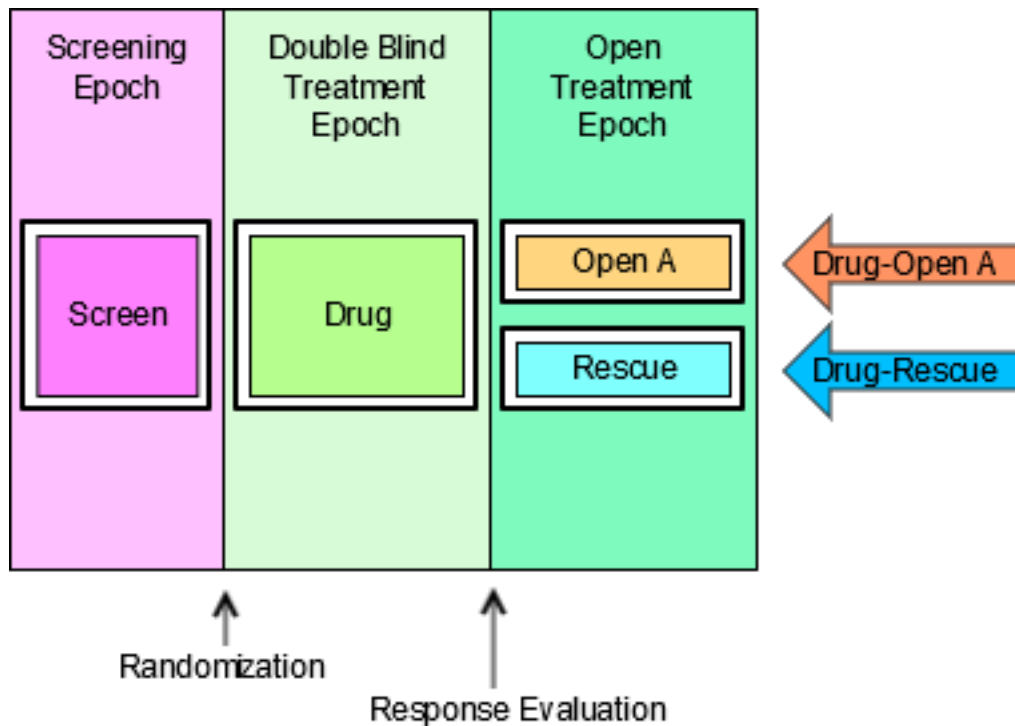 Screening
Epoch
Double Blind
Treatment
Epoch
Open
Treatment
Epoch
Screen
Drug
Open A
Rescue
Drug-Open A
Drug-Rescue
Randomization
Response Evaluation